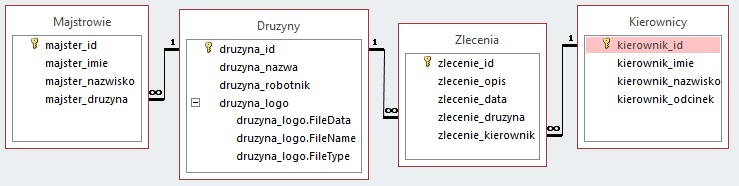 Majstrowie
majster_id
majster_imie
majster_nazwisko
majster_druzyna
∞
1
Druzyny
druzyna_id
druzyna_nazwa
druzyna_robotnik
druzyna_logo
druzyna_logo.FileData
druzyna_logo.FileName
druzyna_logo.FileType
1
∞
Zlecenia
zlecenie_id
zlecenie_opis
zlecenie_data
zlecenie_druzyna
zlecenie_kierownik
1
∞
Kierownicy
kierownik_id
kierownik_imie
kierownik_nazwisko
kierownik_odcinek